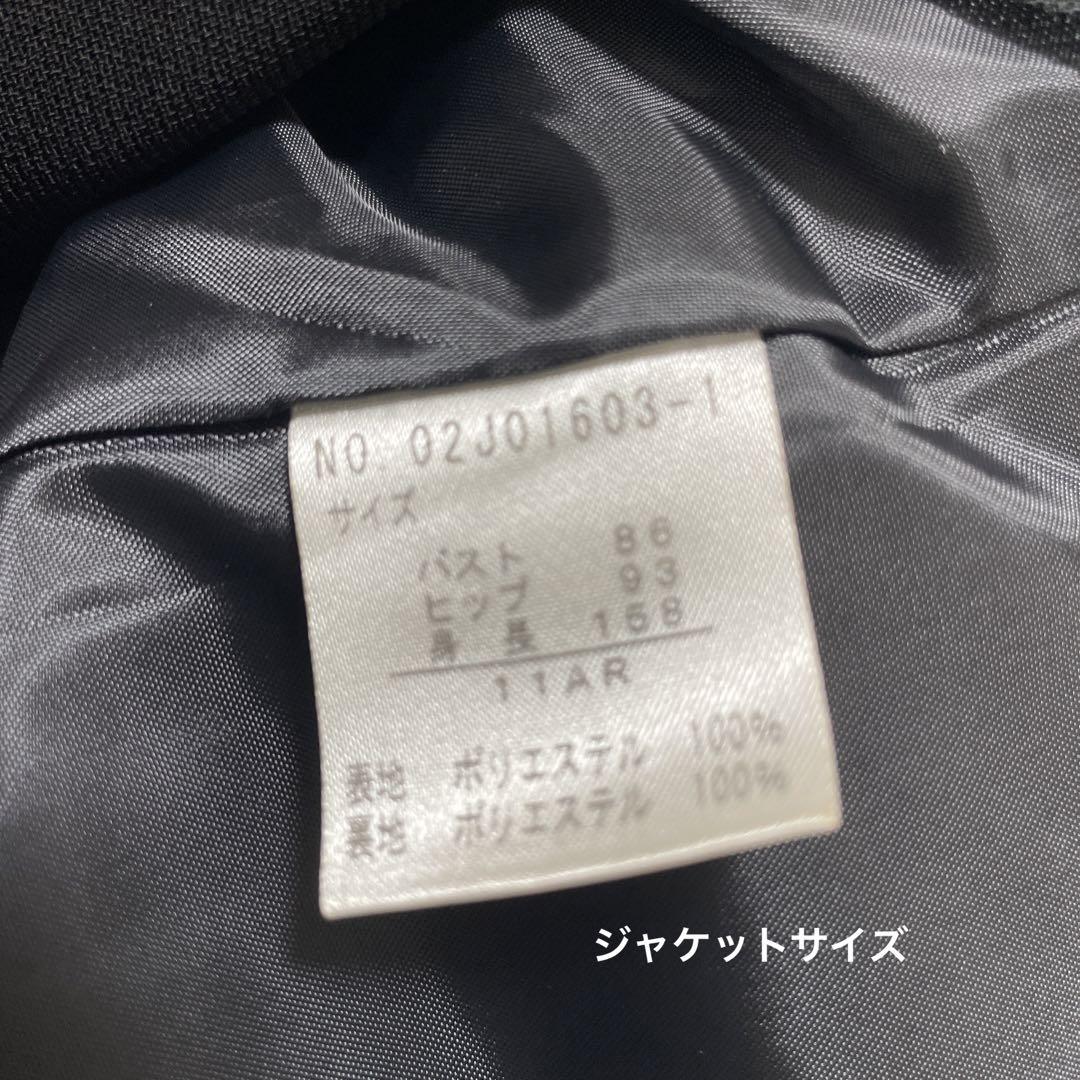 NO. 02J01603-1
サイズ
バスト 86
ヒップ 93
身長 158
11AR
表地 ポリエステル 100%
裏地 ポリエステル 100%
ジャケットサイズ